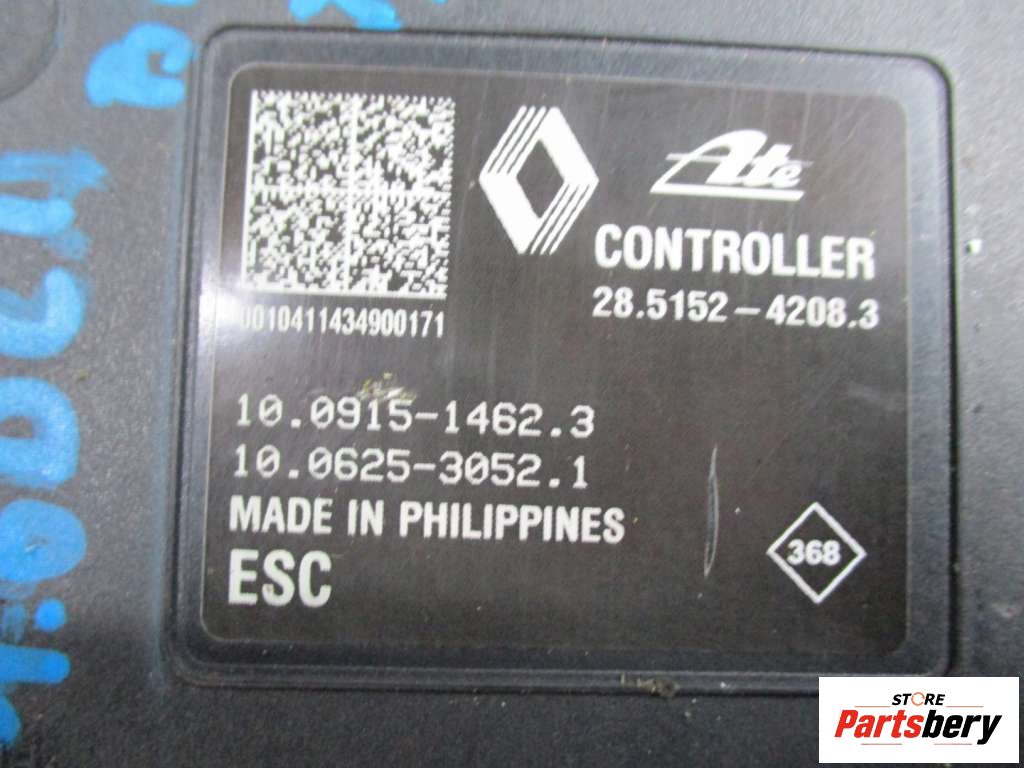 Ate
CONTROLLER
28.5152-4208.3
0010411434900171
10.0915-1462.3
10.0625-3052.1
MADE IN PHILIPPINES
ESC
368
STORE
Partsbery